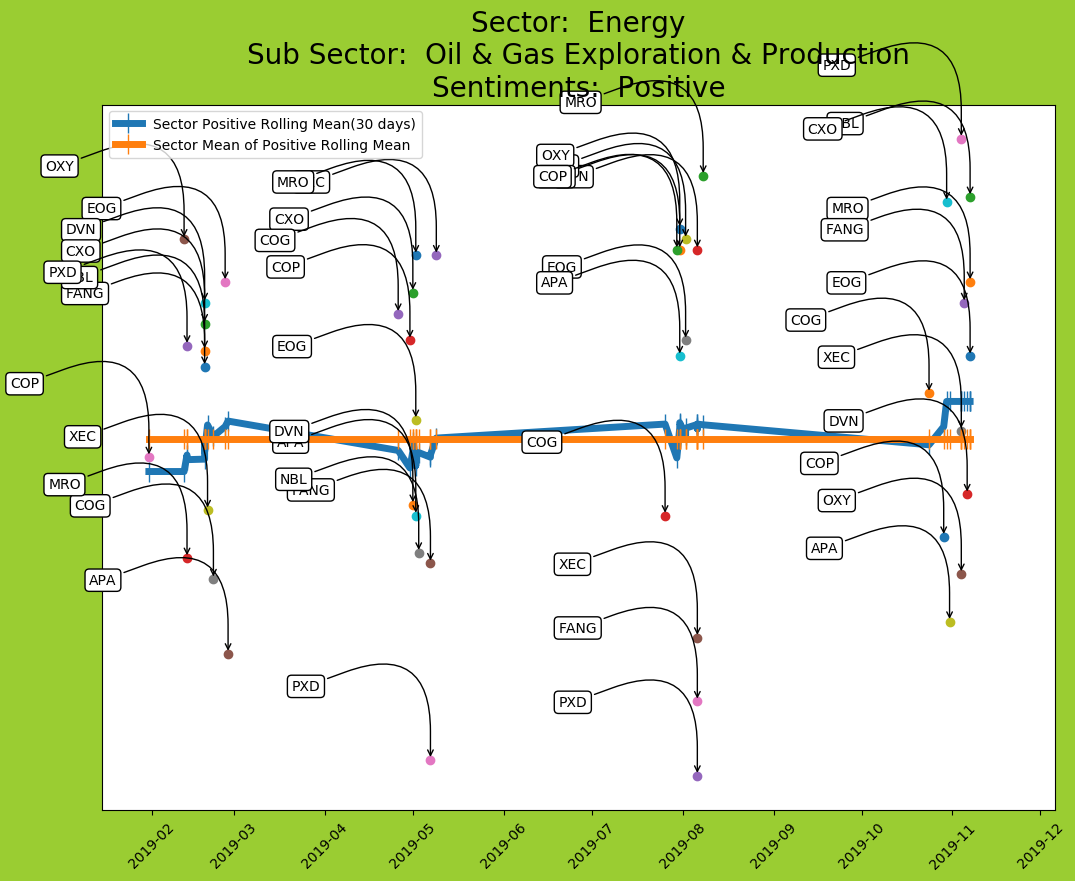 Sector:  Energy
Sub Sector:  Oil & Gas Exploration & Production
Sentiments:  Positive
Sector Positive Rolling Mean(30 days)
Sector Mean of Positive Rolling Mean
OXY
EOG
DVN
CXO
PXD
FANG
COP
XEC
MRO
COG
APA
MRO
CXO
COG
COP
EOG
DVN
NBL
FANG
PXD
MRO
OXY
COP
EOG
APA
COG
XEC
FANG
PXD
PXD
CXO
MRO
FANG
EOG
COG
XEC
DVN
COP
OXY
APA
2019-02
2019-03
2019-04
2019-05
2019-06
2019-07
2019-08
2019-09
2019-10
2019-11
2019-12